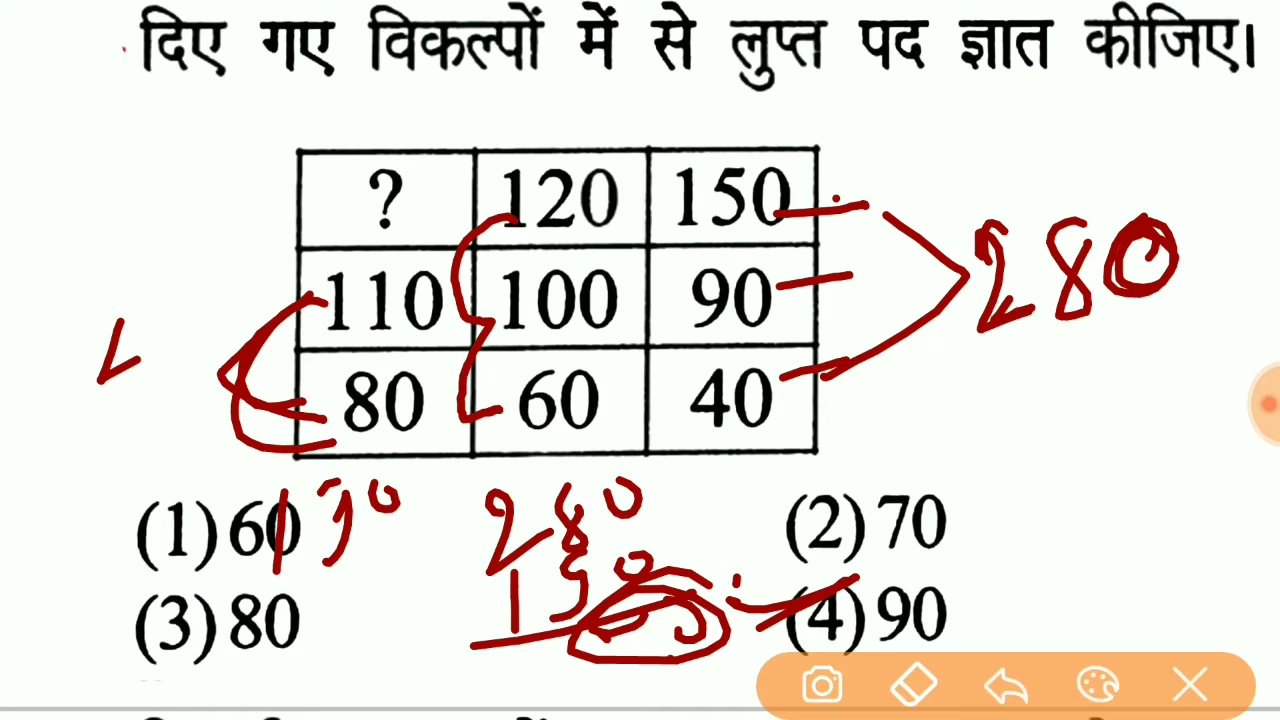 दिए गए विकल्पों में से लुप्त पद ज्ञात कीजिए।
? 120 150
110 100 90
80 60 40
280
(1) 60 (2) 70
280
(3) 80 (4) 90